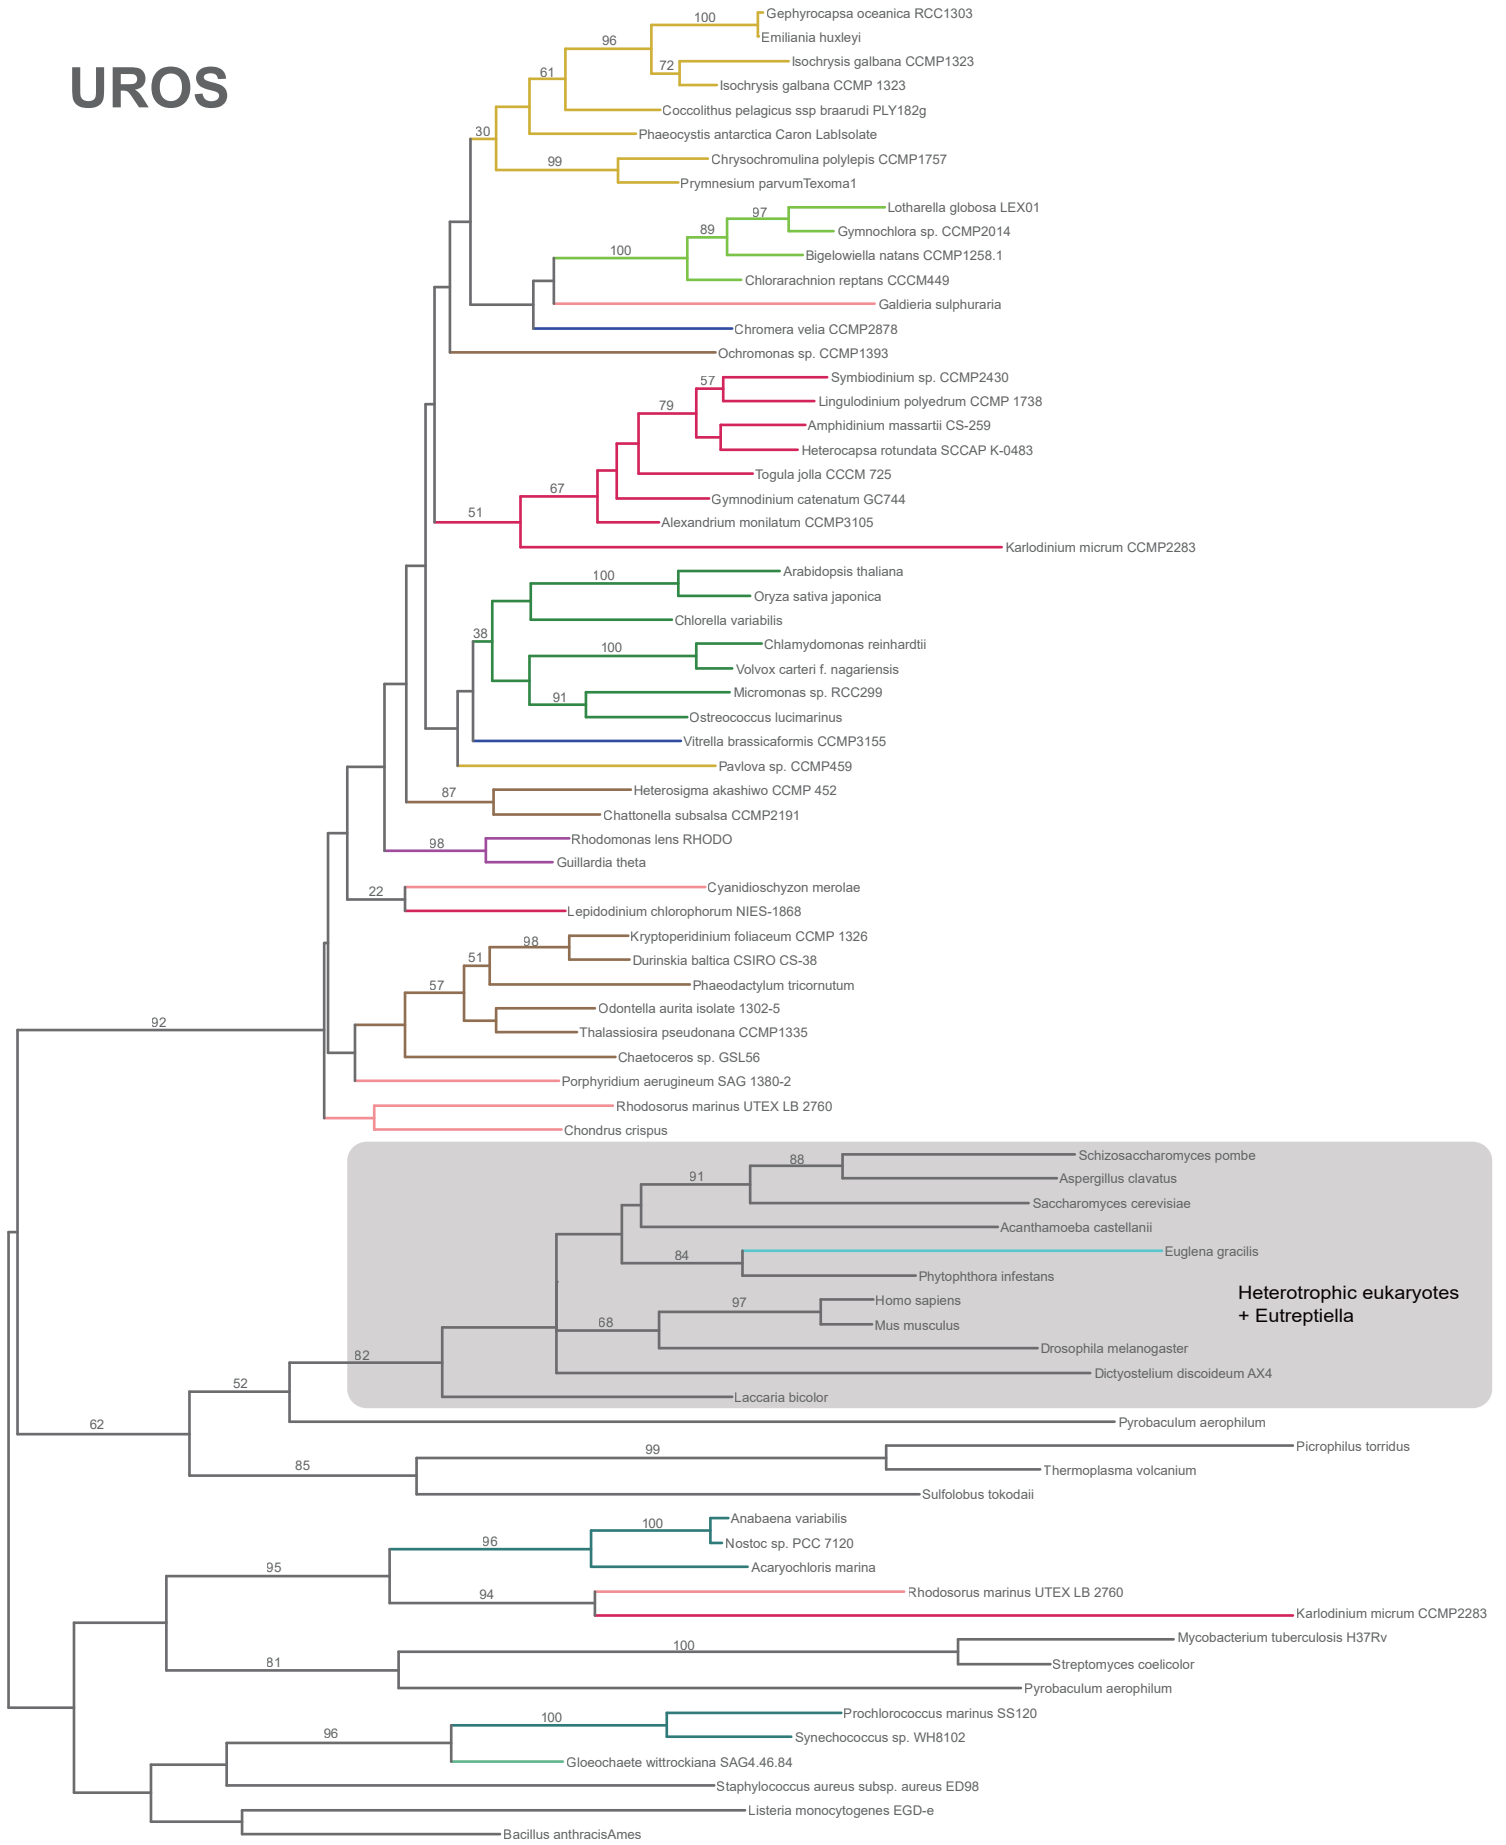 UROS
100
Gephyrocapsa oceanica RCC1303
Emiliania huxleyi
96
Isochrysis galbana CCMP1323
72
61
Isochrysis galbana CCMP 1323
Coccolithus pelagicus ssp braarudi PLY182g
30
Phaeocystis antarctica Caron LabIsolate
99
Chrysochromulina polylepis CCMP1757
Prymnesium parvumTexoma1
97
Lotharella globosa LEX01
89
Gymnochlora sp. CCMP2014
100
Bigelowiella natans CCMP1258.1
Chlorarachnion reptans CCCM449
Galdieria sulphuraria
Chromera velia CCMP2878
Ochromonas sp. CCMP1393
57
Symbiodinium sp. CCMP2430
79
Lingulodinium polyedrum CCMP 1738
Amphidinium massartii CS-259
Heterocapsa rotundata SCCAP K-0483
Togula jolla CCCM 725
67
Gymnodinium catenatum GC744
51
Alexandrium monilatum CCMP3105
Karlodinium micrum CCMP2283
100
Arabidopsis thaliana
Oryza sativa japonica
Chlorella variabilis
38
100
Chlamydomonas reinhardtii
Volvox carteri f. nagariensis
91
Micromonas sp. RCC299
Ostreococcus lucimarinus
Vitrella brassicaformis CCMP3155
Pavlova sp. CCMP459
87
Heterosigma akashiwo CCMP 452
Chattonella subsalsa CCMP2191
98
Rhodomonas lens RHODO
Guillardia theta
22
Cyanidioschyzon merolae
Lepidodinium chlorophorum NIES-1868
98
Kryptoperidinium foliaceum CCMP 1326
51
Durinskia baltica CSIRO CS-38
57
Phaeodactylum tricornutum
Odontella aurita isolate 1302-5
92
Thalassiosira pseudonana CCMP1335
Chaetoceros sp. GSL56
Porphyridium aerugineum SAG 1380-2
Rhodosorus marinus UTEX LB 2760
Chondrus crispus
88
Schizosaccharomyces pombe
91
Aspergillus clavatus
Saccharomyces cerevisiae
Acanthamoeba castellanii
84
Euglena gracilis
Phytophthora infestans
Heterotrophic eukaryotes
+ Eutreptiella
97
Homo sapiens
68
Mus musculus
Drosophila melanogaster
82
Dictyostelium discoideum AX4
52
Laccaria bicolor
62
Pyrobaculum aerophilum
99
Picrophilus torridus
85
Thermoplasma volcanium
Sulfolobus tokodaii
100
Anabaena variabilis
96
Nostoc sp. PCC 7120
95
Acaryochloris marina
94
Rhodosorus marinus UTEX LB 2760
Karlodinium micrum CCMP2283
100
Mycobacterium tuberculosis H37Rv
81
Streptomyces coelicolor
Pyrobaculum aerophilum
100
Prochlorococcus marinus SS120
96
Synechococcus sp. WH8102
Gloeochaete wittrockiana SAG4.46.84
Staphylococcus aureus subsp. aureus ED98
Listeria monocytogenes EGD-e
Bacillus anthracisAmes